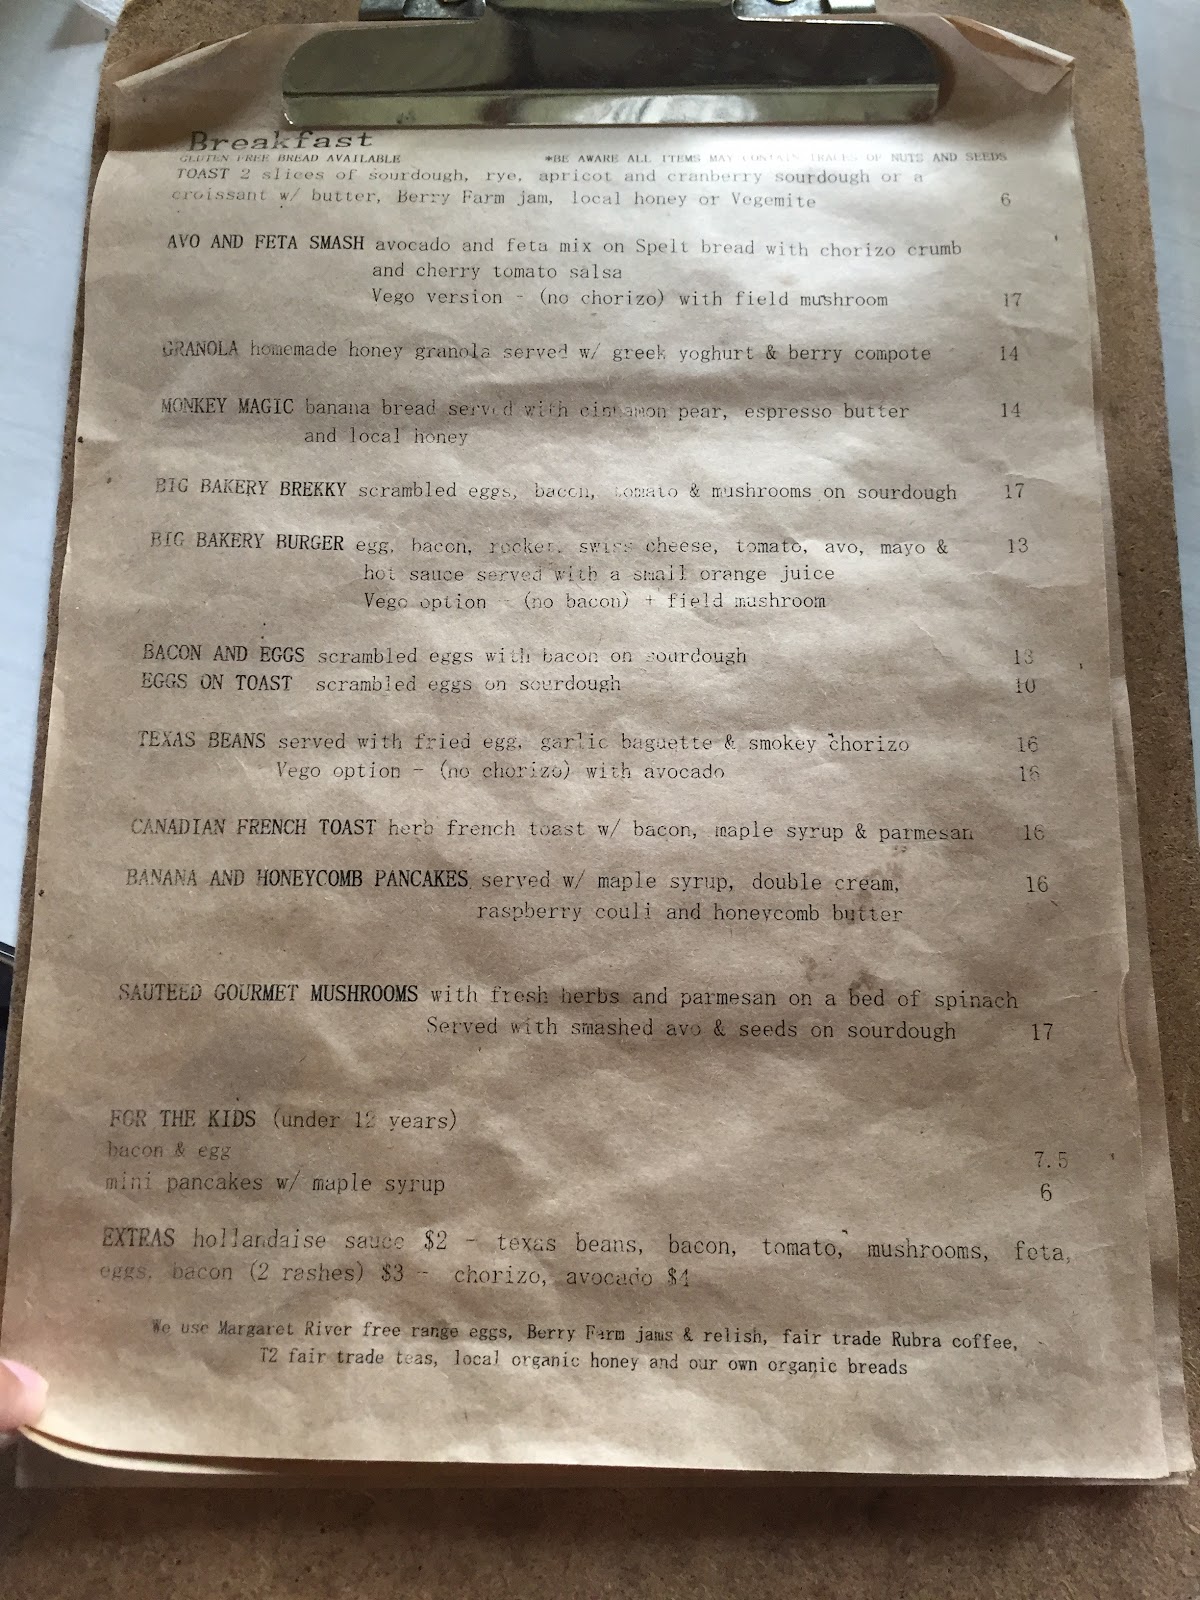 Breakfast
GLUTEN FREE BREAD AVAILABLE *BE AWARE ALL ITEMS MAY CONTAIN TRACES OF NUTS AND SEEDS
TOAST 2 slices of sourdough, rye, apricot and cranberry sourdough or a
croissant w/ butter, Berry Farm jam, local honey or Vegemite 6
AVO AND FETA SMASH avocado and feta mix on Spelt bread with chorizo crumb
and cherry tomato salsa
Vego version - (no chorizo) with field mushroom 17
GRANOLA homemade honey granola served w/ greek yoghurt & berry compote 14
MONKEY MAGIC banana bread served with cinnamon pear, espresso butter 14
and local honey
BIG BAKERY BREKKY scrambled eggs, bacon, tomato & mushrooms on sourdough 17
BIG BAKERY BURGER egg, bacon, rocket, swiss cheese, tomato, avo, mayo & 13
hot sauce served with a small orange juice
Vego option - (no bacon) + field mushroom
BACON AND EGGS scrambled eggs with bacon on sourdough 13
EGGS ON TOAST scrambled eggs on sourdough 10
TEXAS BEANS served with fried egg, garlic baguette & smokey chorizo 16
Vego option - (no chorizo) with avocado 16
CANADIAN FRENCH TOAST herb french toast w/ bacon, maple syrup & parmesan 16
BANANA AND HONEYCOMB PANCAKES served w/ maple syrup, double cream, 16
raspberry couli and honeycomb butter
SAUTEED GOURMET MUSHROOMS with fresh herbs and parmesan on a bed of spinach
Served with smashed avo & seeds on sourdough 17
FOR THE KIDS (under 12 years)
bacon & egg 7.5
mini pancakes w/ maple syrup 6
EXTRAS hollandaise sauce $2 - texas beans, bacon, tomato, mushrooms, feta,
eggs, bacon (2 rashes) $3 - chorizo, avocado $4
We use Margaret River free range eggs, Berry Farm jams & relish, fair trade Rubra coffee,
T2 fair trade teas, local organic honey and our own organic breads